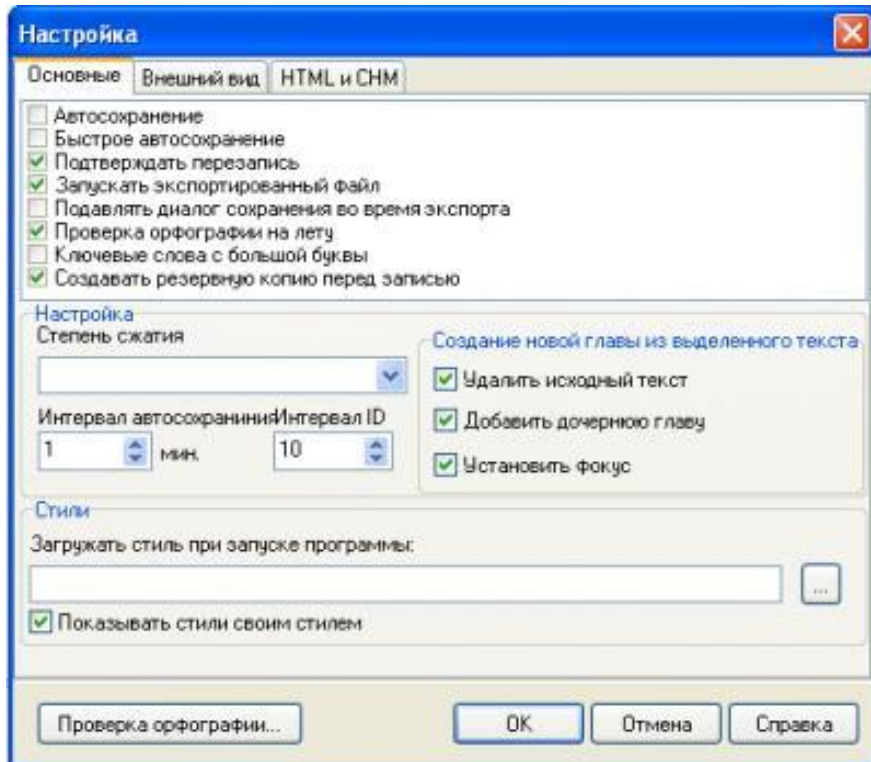 Настройка
Основные Внешний вид HTML и CHM
Автосохранение
Быстрое автосохранение
Подтверждать перезапись
Запускать экспортированный файл
Подавлять диалог сохранения во время экспорта
Проверка орфографии на лету
Ключевые слова с большой буквы
Создавать резервную копию перед записью
Настройка
Степень сжатия
Интервал автосохраниния Интервал ID
1 мин. 10
Создание новой главы из выделенного текста
Удалить исходный текст
Добавить дочернюю главу
Установить фокус
Стили
Загружать стиль при запуске программы:
...
Показывать стили своим стилем
Проверка орфографии... OK Отмена Справка